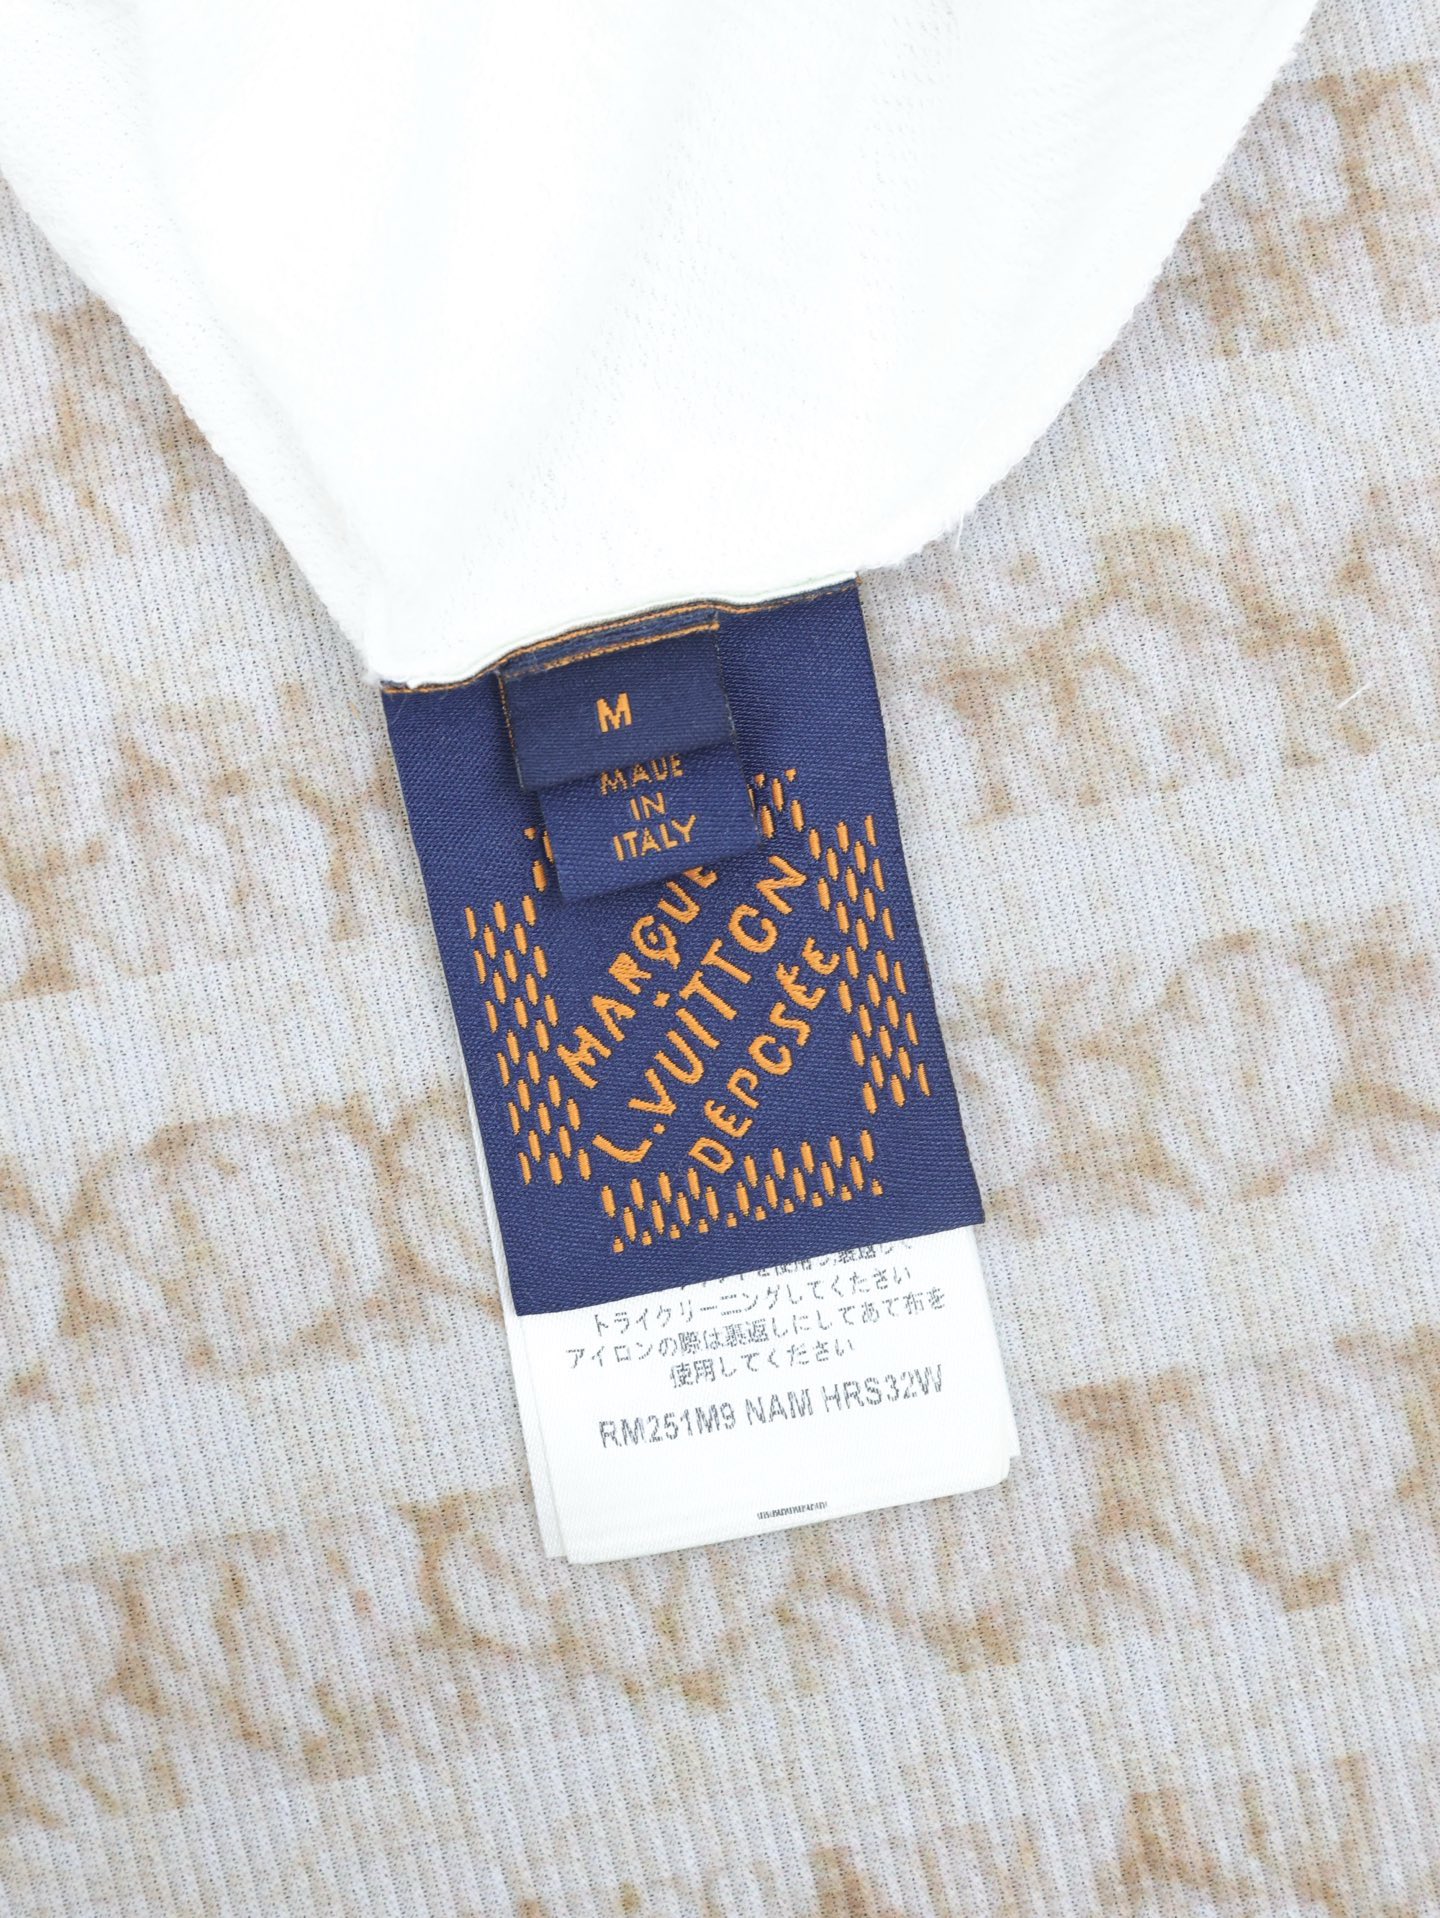 M
MADE
IN
ITALY
MARQUE
L.VUITTON
DEPOSÉE
トライクリーニングしてください
アイロンの際は裏返しにしてあて布を
使用してください
RM251M9 NAM HRS32W